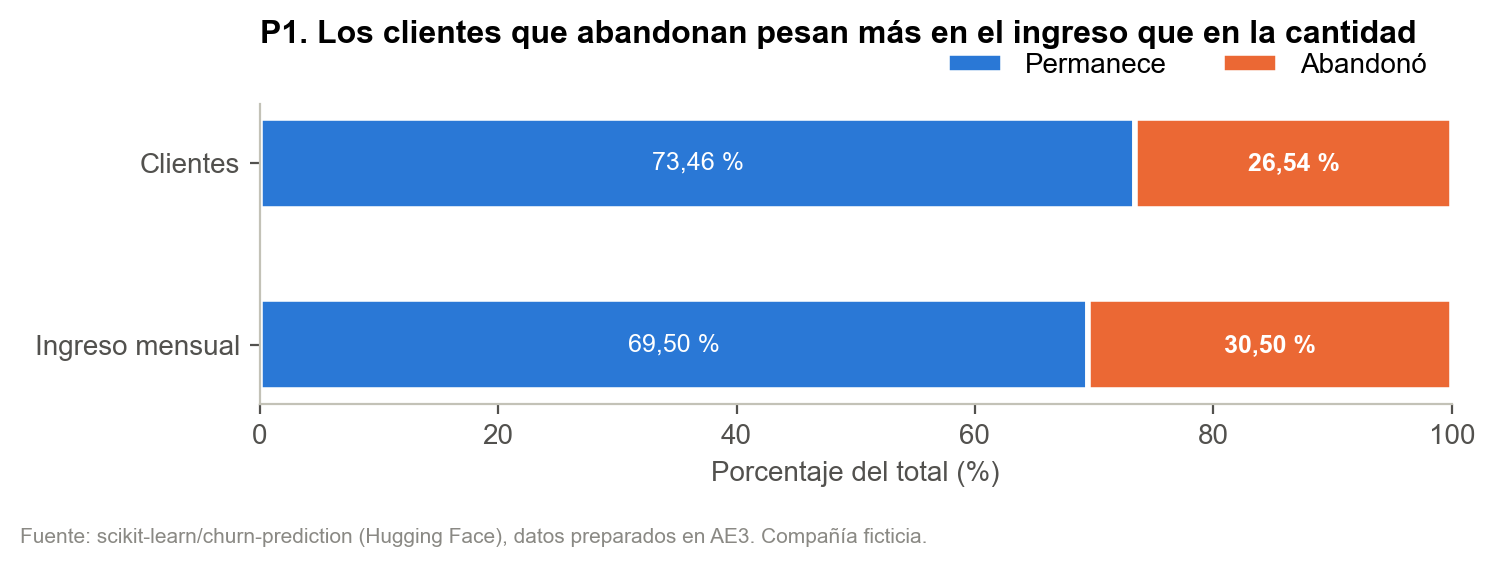 P1. Los clientes que abandonan pesan más en el ingreso que en la cantidad
Permanece Abandonó
Clientes 73,46 % 26,54 %
Ingreso mensual 69,50 % 30,50 %
0 20 40 60 80 100
Porcentaje del total (%)
Fuente: scikit-learn/churn-prediction (Hugging Face), datos preparados en AE3. Compañía ficticia.